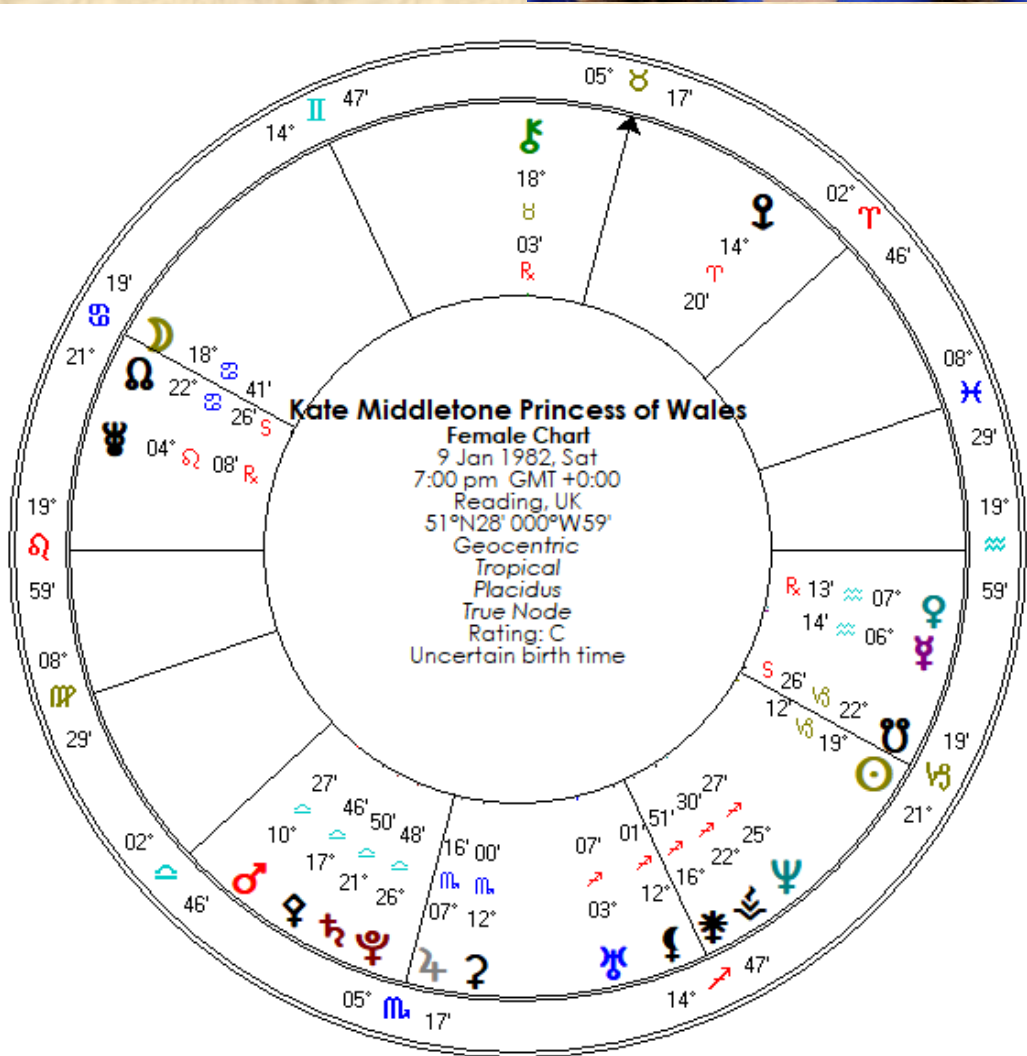 05° ♉ 17'
14° ♊ 47'
18°
♉
03'
℞
02° ♈ 46'
14°
♈
20'
19' ♋ 21°
18° ♋ 41'
22° ♋ 26' S
04° ♌ 08' ℞
08° ♓ 29'
Kate Middletone Princess of Wales
Female Chart
9 Jan 1982, Sat
7:00 pm GMT +0:00
Reading, UK
51°N28' 000°W59'
Geocentric
Tropical
Placidus
True Node
Rating: C
Uncertain birth time
19° ♌ 59'
19° ♒ 59'
℞ 13' ♒ 07°
14' ♒ 06°
S 26' ♑ 22°
12' ♑ 19°
19' ♑ 21°
08° ♍ 29'
02° ♎ 46'
27' ♎ 10°
46' ♎ 17°
50' ♎ 21°
48' ♎ 26°
16' ♏ 07°
00' ♏ 12°
07' ♐ 03°
01' ♐ 12°
51' ♐ 16°
30' ♐ 22°
27' ♐ 25°
05° ♏ 17'
14° ♐ 47'